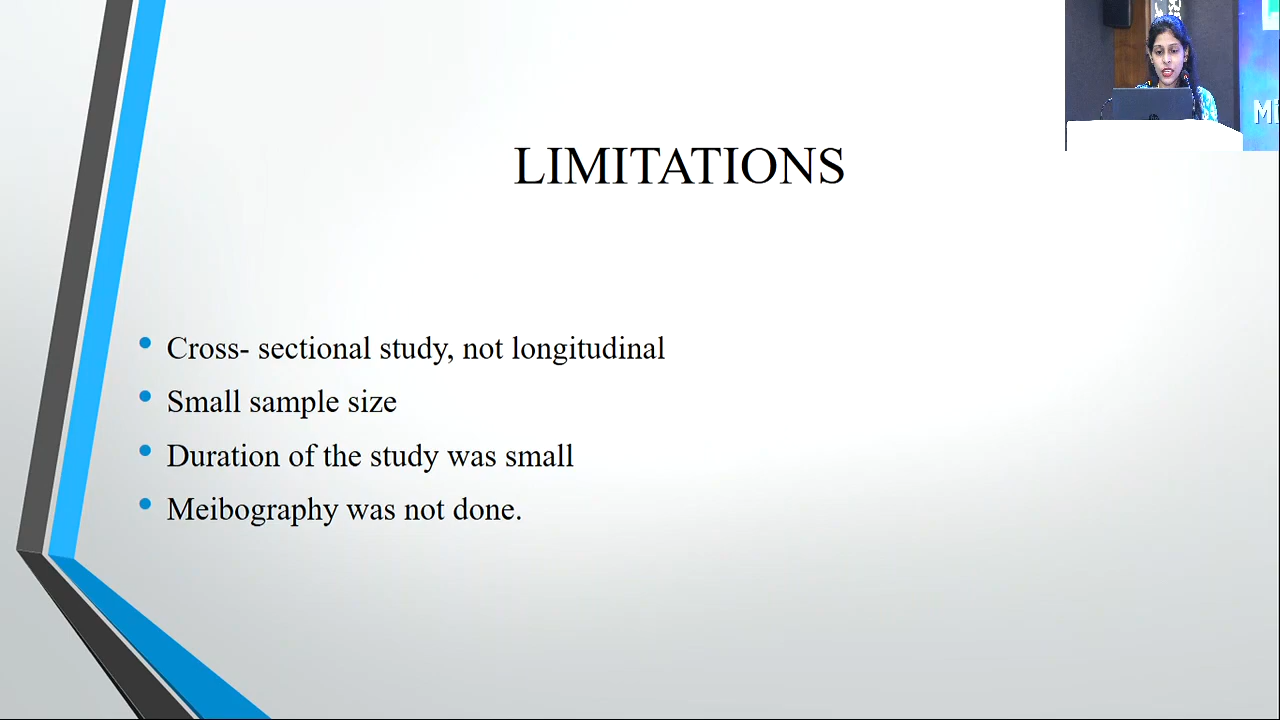 LIMITATIONS
Cross- sectional study, not longitudinal
Small sample size
Duration of the study was small
Meibography was not done.